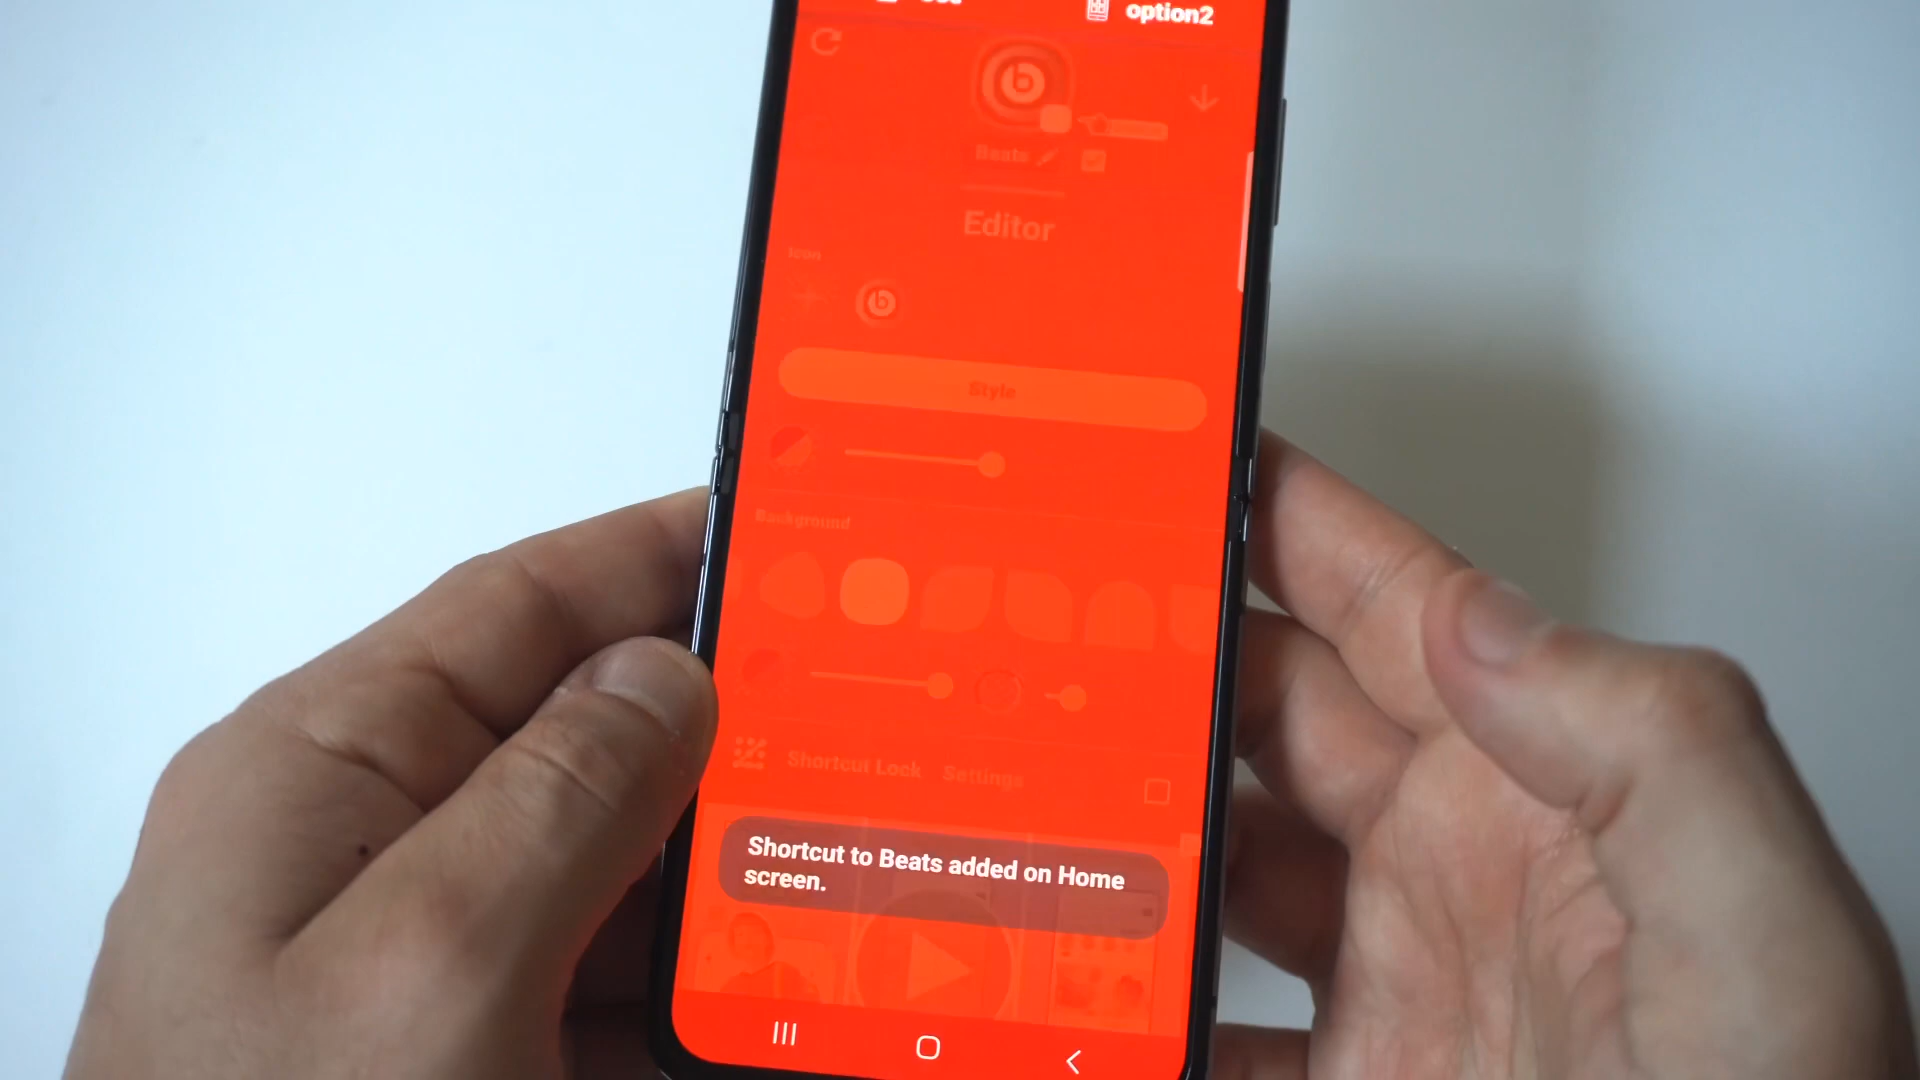 option2
Beats
Editor
Icon
Style
Background
Shortcut Lock Settings
Shortcut to Beats added on Home
screen.